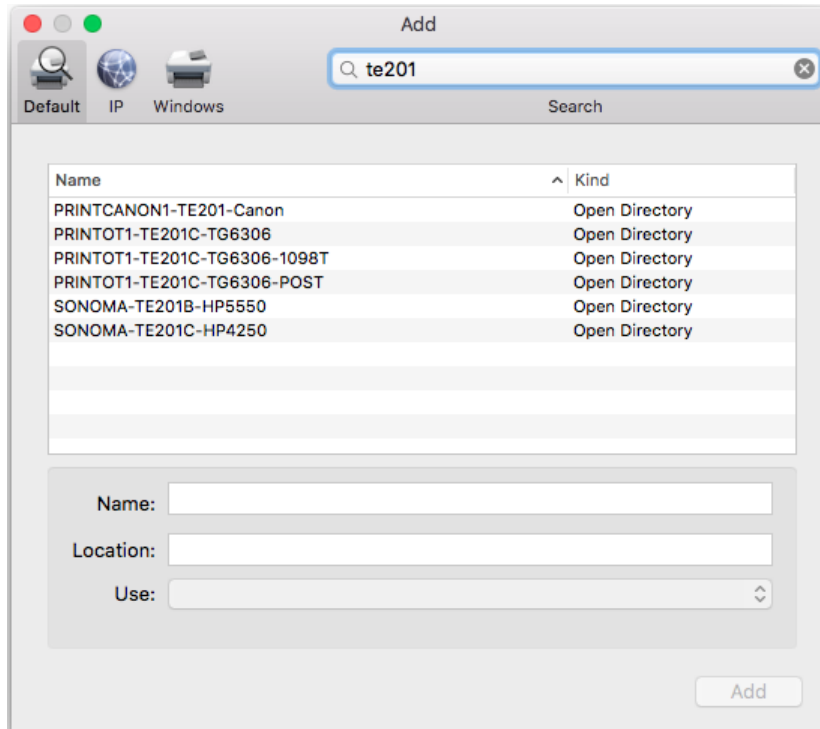 Add
te201
Default IP Windows Search
Name Kind
PRINTCANON1-TE201-Canon Open Directory
PRINTOT1-TE201C-TG6306 Open Directory
PRINTOT1-TE201C-TG6306-1098T Open Directory
PRINTOT1-TE201C-TG6306-POST Open Directory
SONOMA-TE201B-HP5550 Open Directory
SONOMA-TE201C-HP4250 Open Directory
Name:
Location:
Use:
Add